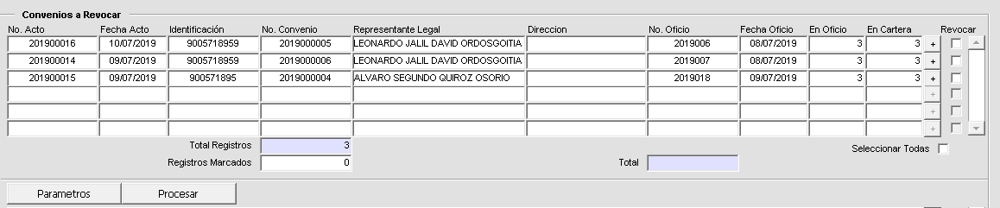 Convenios a Revocar
No. Acto Fecha Acto Identificación No. Convenio Representante Legal Direccion No. Oficio Fecha Oficio En Oficio En Cartera Revocar
201900016 10/07/2019 9005718959 2019000005 LEONARDO JALIL DAVID ORDOSGOITIA 2019006 08/07/2019 3 3 +
201900014 09/07/2019 9005718959 2019000006 LEONARDO JALIL DAVID ORDOSGOITIA 2019007 08/07/2019 3 3 +
201900015 09/07/2019 900571895 2019000004 ALVARO SEGUNDO QUIROZ OSORIO 2019018 09/07/2019 3 3 +
+
+
+
Total Registros 3
Seleccionar Todas
Registros Marcados 0 Total
Parametros Procesar